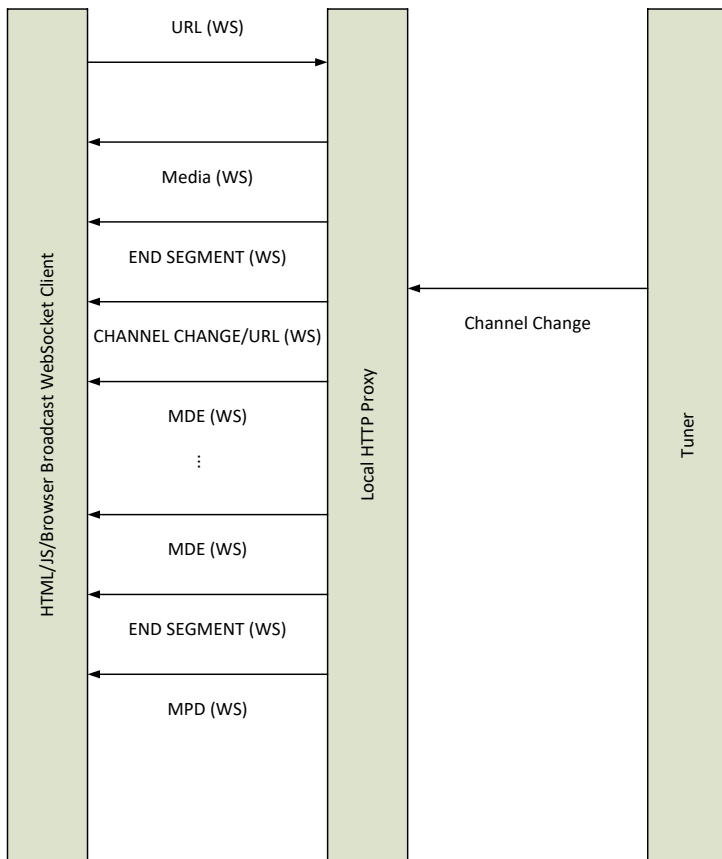 URL (WS)
Media (WS)
END SEGMENT (WS)
CHANNEL CHANGE/URL (WS)
Channel Change
MDE (WS)
...
MDE (WS)
END SEGMENT (WS)
MPD (WS)
HTML/JS/Browser Broadcast WebSocket Client
Local HTTP Proxy
Tuner